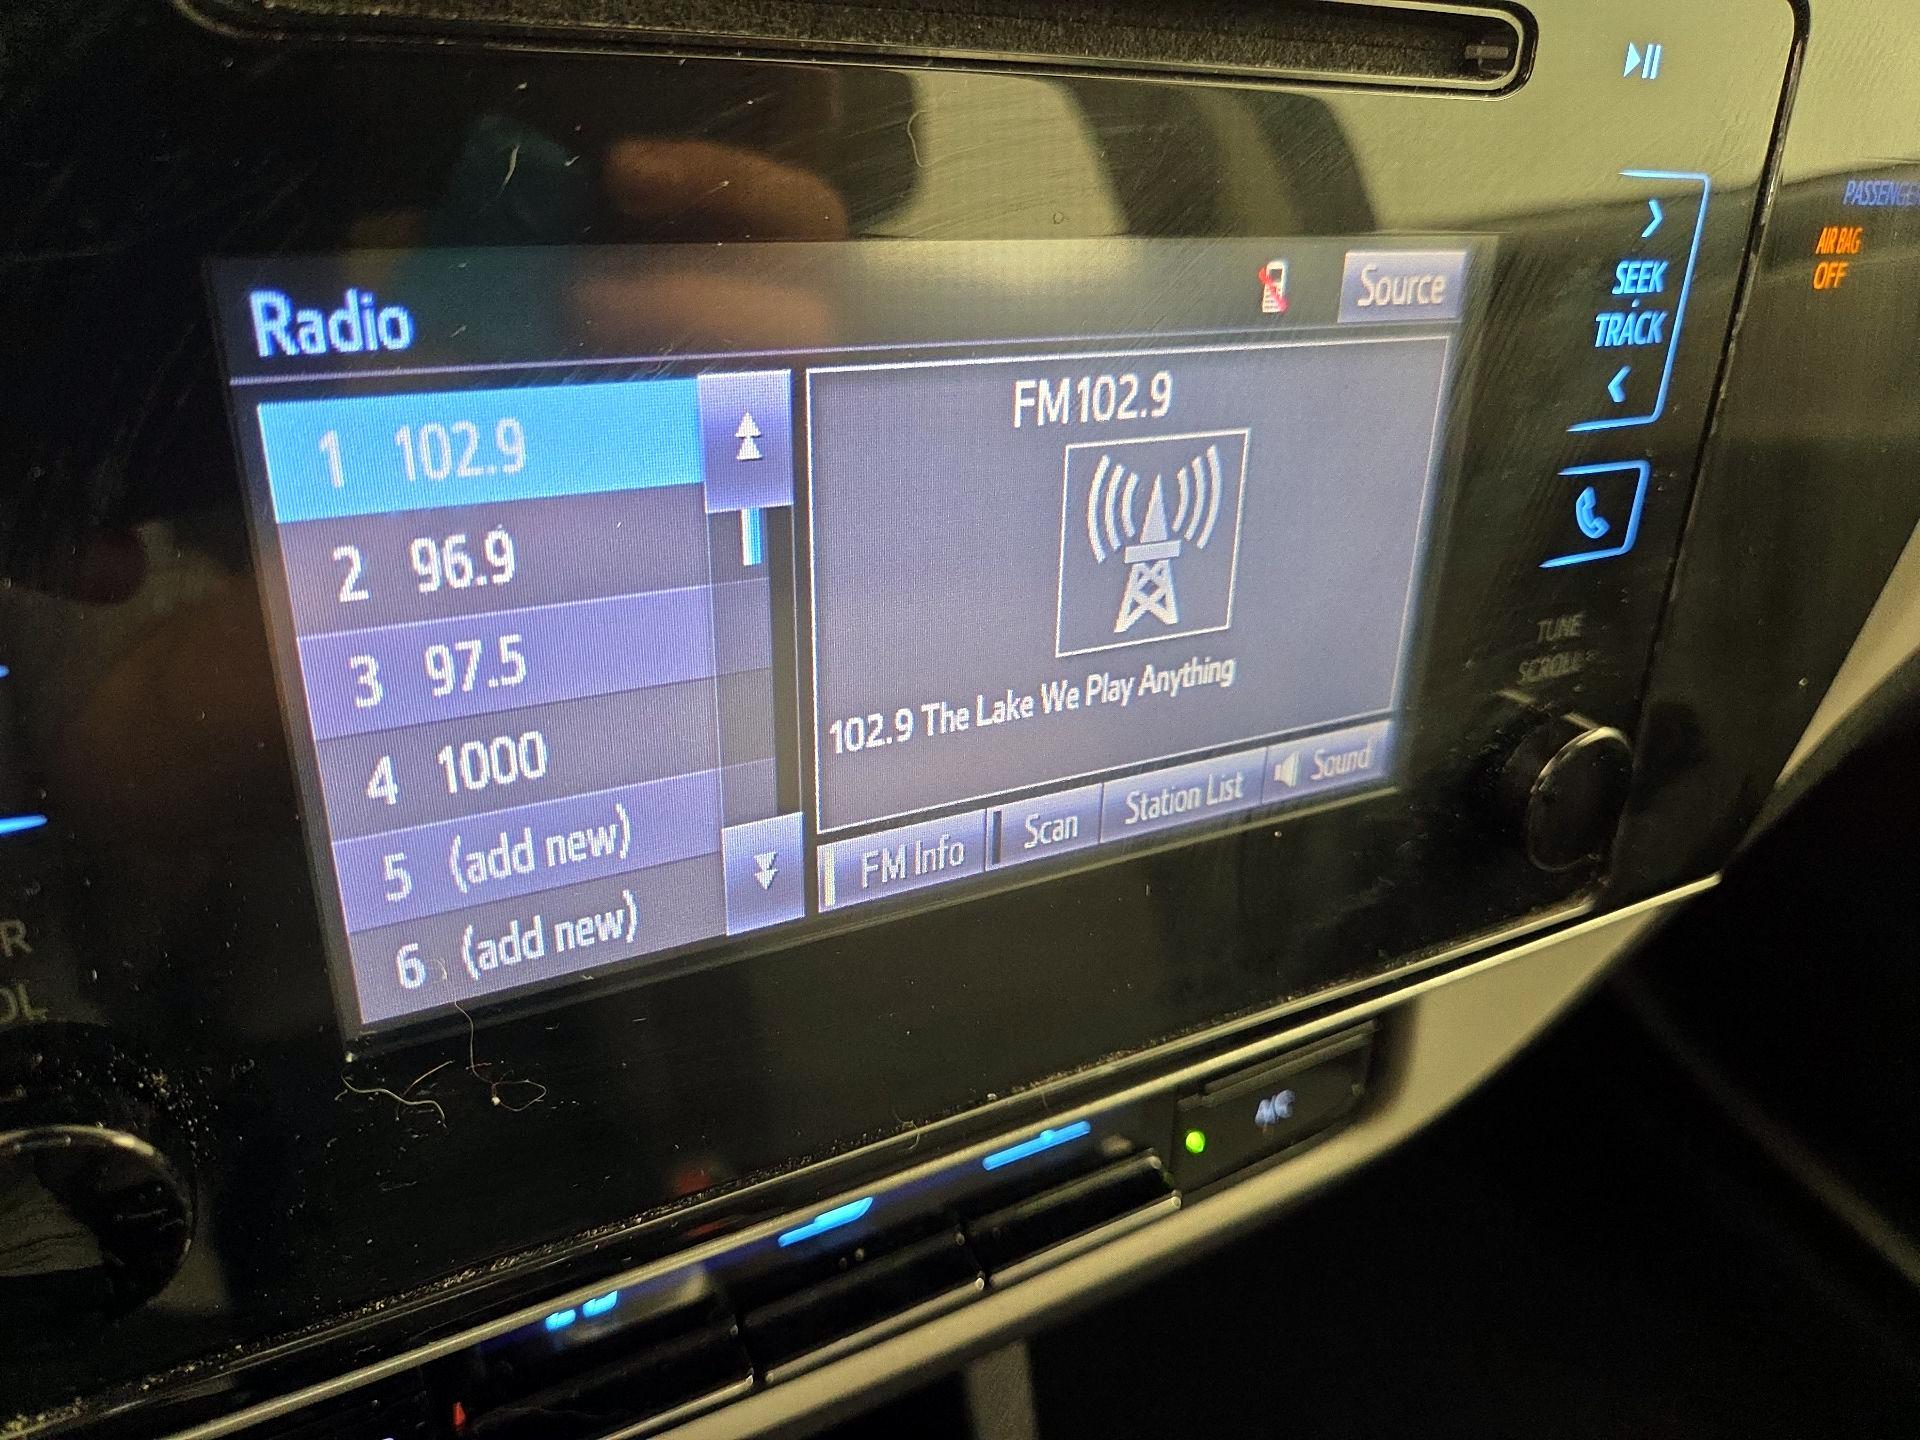 Radio
Source
1 102.9
2 96.9
3 97.5
4 1000
5 (add new)
6 (add new)
FM102.9
102.9 The Lake We Play Anything
FM Info
Scan
Station List
Sound
SEEK
TRACK
TUNE
SCROLL
PASSENGER
AIR BAG
OFF
A/C